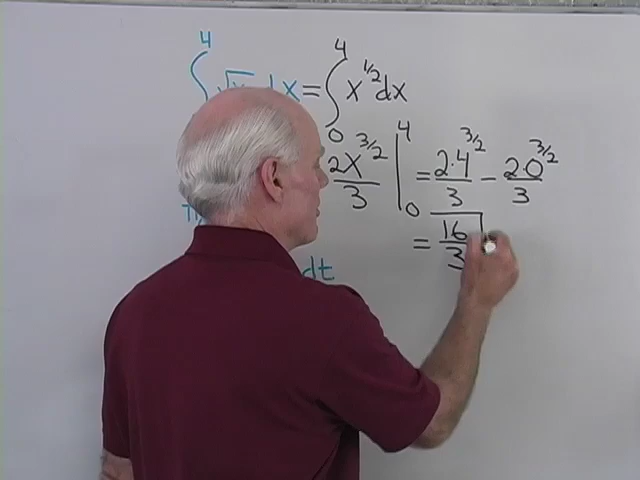 ∫₀⁴ √x dx = ∫₀⁴ x^1/2 dx
2x^3/2/3 |₀⁴ = 2·4^3/2/3 − 2·0^3/2/3
= 16/3
dt